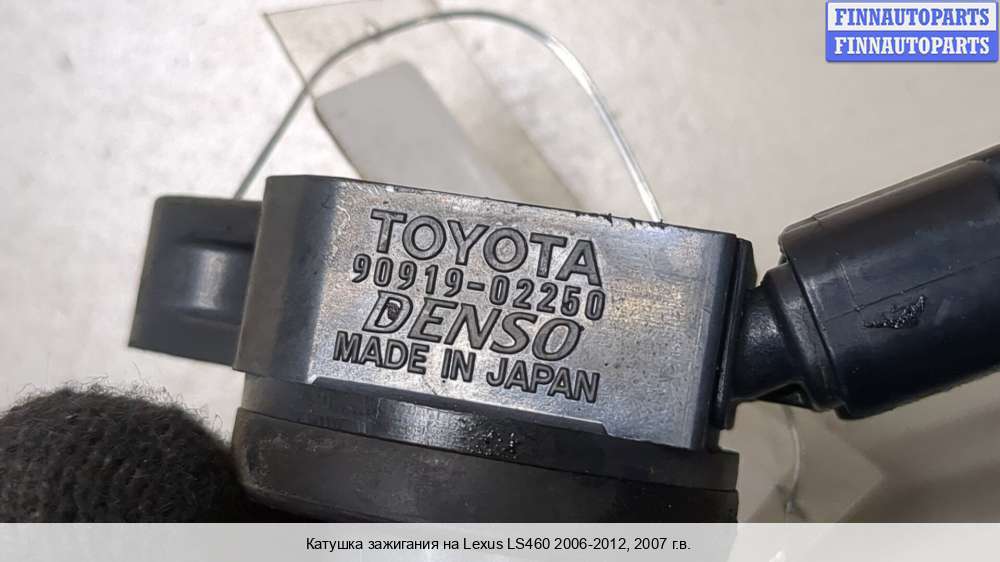 FINNAUTOPARTS
FINNAUTOPARTS
TOYOTA
90919-02250
DENSO
MADE IN JAPAN
Катушка зажигания на Lexus LS460 2006-2012, 2007 г.в.